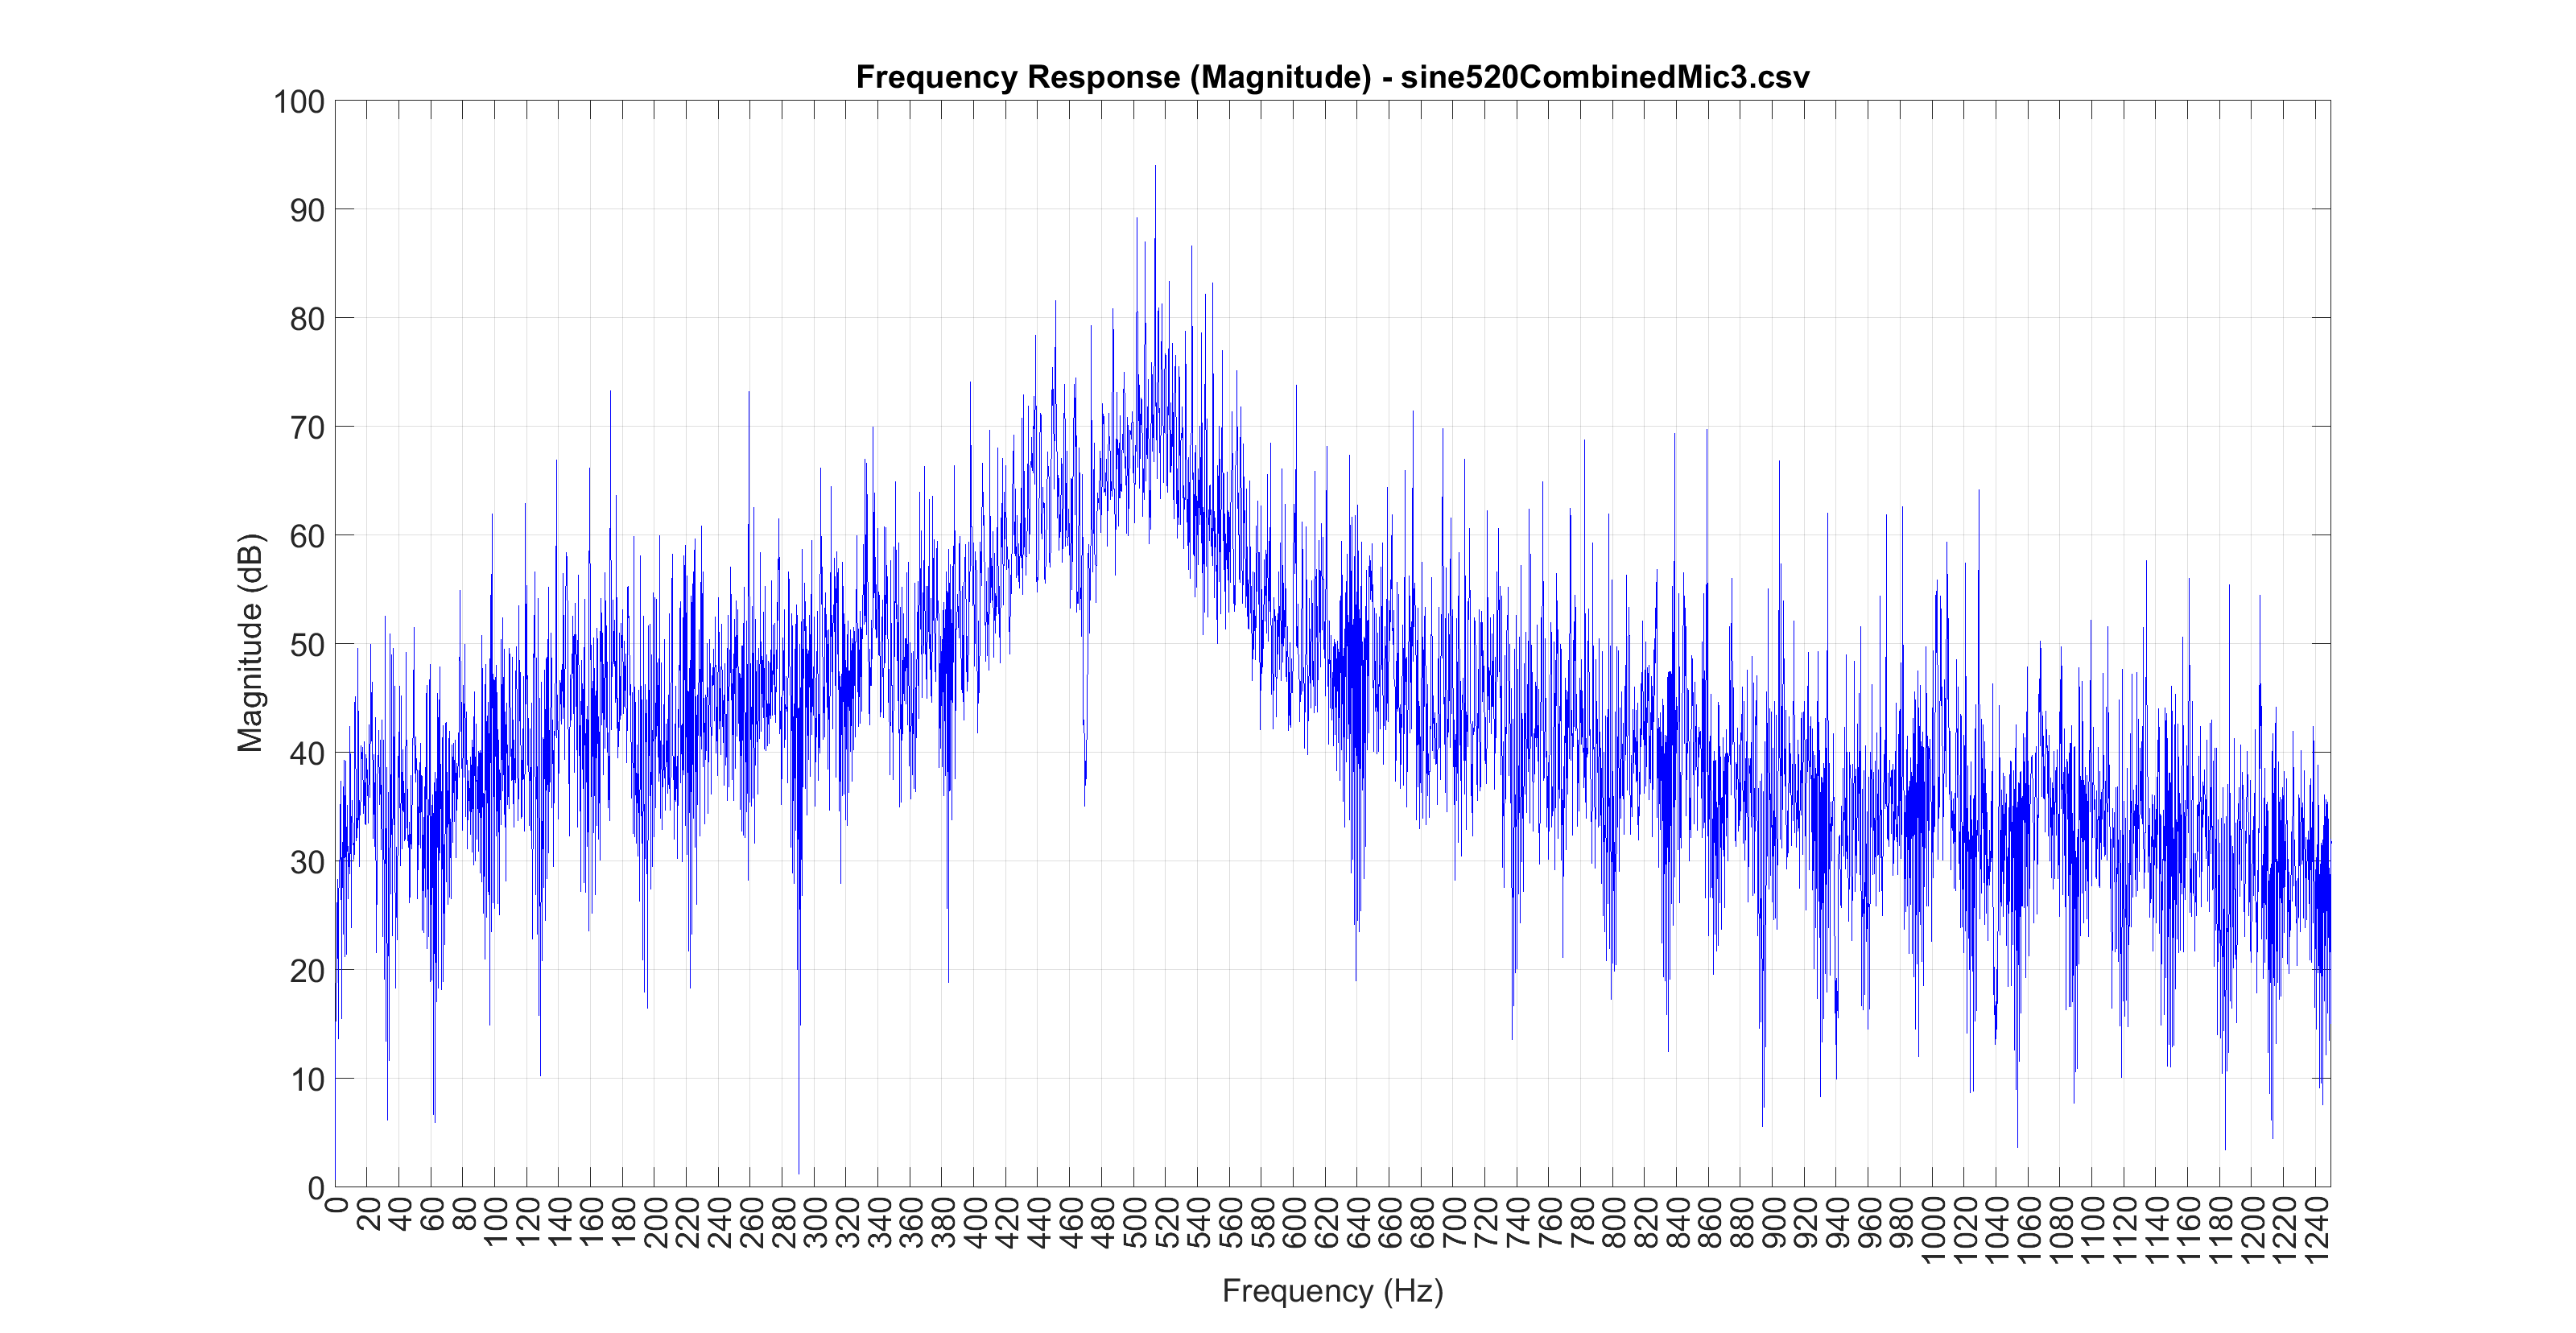 Frequency Response (Magnitude) - sine520CombinedMic3.csv
100
90
80
70
60
50
40
30
20
10
0
Magnitude (dB)
0 20 40 60 80 100 120 140 160 180 200 220 240 260 280 300 320 340 360 380 400 420 440 460 480 500 520 540 560 580 600 620 640 660 680 700 720 740 760 780 800 820 840 860 880 900 920 940 960 980 1000 1020 1040 1060 1080 1100 1120 1140 1160 1180 1200 1220 1240
Frequency (Hz)